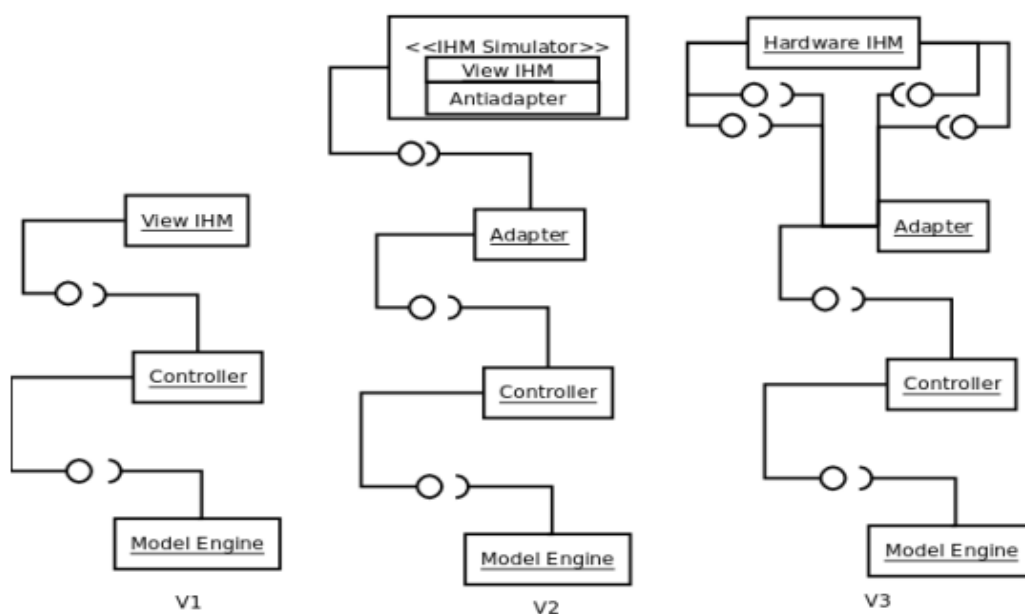 View IHM
Controller
Model Engine
V1
<<IHM Simulator>>
View IHM
Antiadapter
Adapter
Controller
Model Engine
V2
Hardware IHM
Adapter
Controller
Model Engine
V3